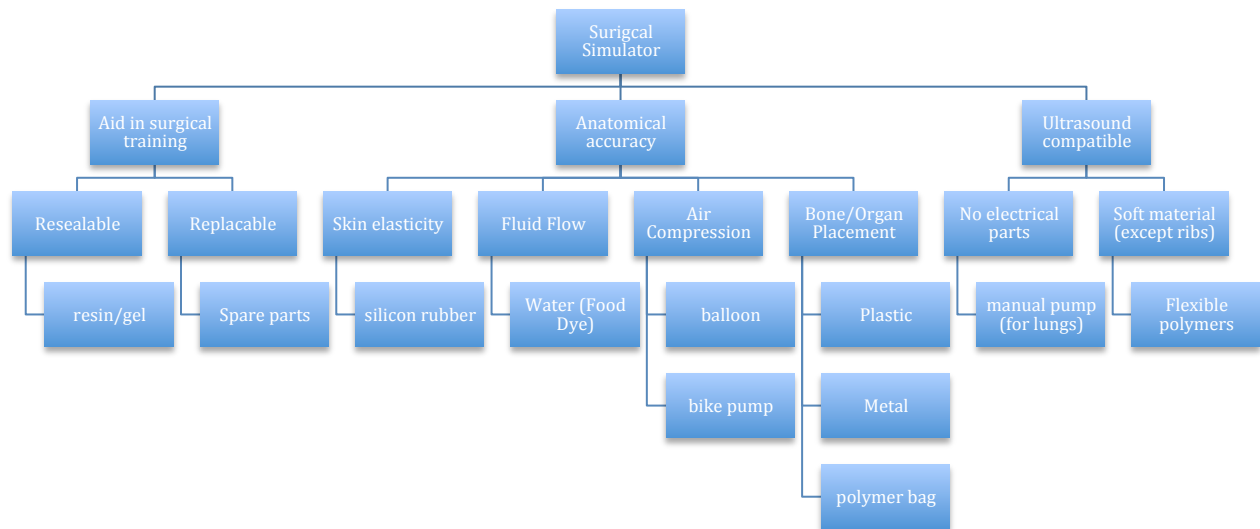 Surigcal
Simulator
Aid in surgical
training
Anatomical
accuracy
Ultrasound
compatible
Resealable
Replacable
Skin elasticity
Fluid Flow
Air
Compression
Bone/Organ
Placement
No electrical
parts
Soft material
(except ribs)
resin/gel
Spare parts
silicon rubber
Water (Food
Dye)
balloon
Plastic
manual pump
(for lungs)
Flexible
polymers
bike pump
Metal
polymer bag